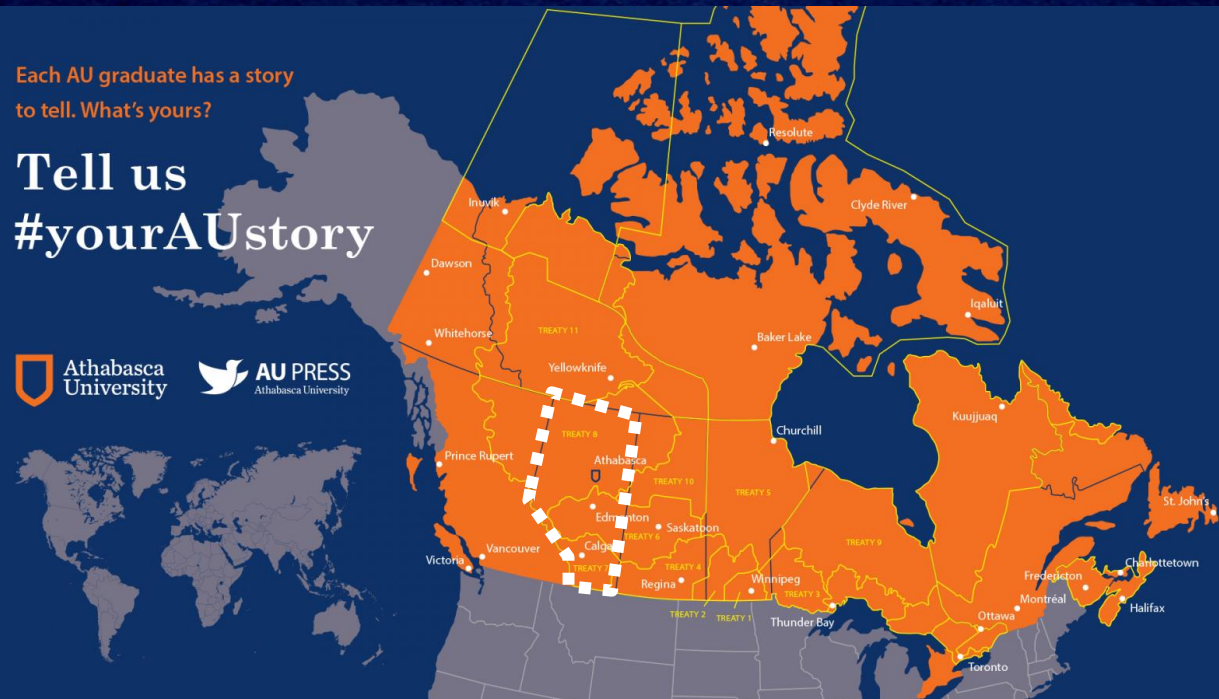 Each AU graduate has a story
to tell. What's yours?
Tell us
#yourAUstory
Athabasca
University
AU PRESS
Athabasca University
Resolute
Inuvik
Clyde River
Dawson
Iqaluit
Whitehorse
TREATY 11
Baker Lake
Yellowknife
Kuujjuaq
Churchill
TREATY 8
Prince Rupert
Athabasca
TREATY 10
TREATY 5
St. John's
Edmonton
Saskatoon
TREATY 6
TREATY 9
Vancouver
Calga
Victoria
TREATY 7
TREATY 4
Regina
Winnipeg
TREATY 3
Charlottetown
Fredericton
Montréal
Halifax
TREATY 2
TREATY 1
Thunder Bay
Ottawa
Toronto